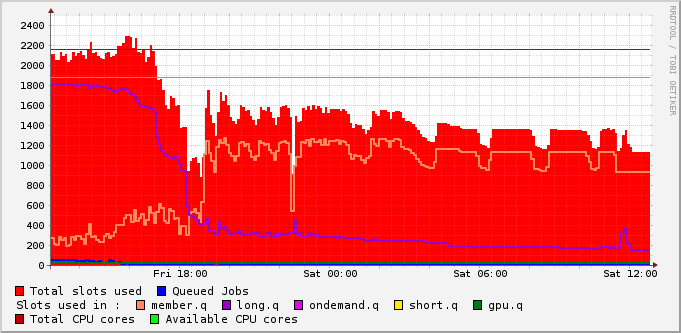 RRDTOOL / TOBI OETIKER
2400
2200
2000
1800
1600
1400
1200
1000
800
600
400
200
0
Fri 18:00 Sat 00:00 Sat 06:00 Sat 12:00
Total slots used Queued Jobs
Slots used in : member.q long.q ondemand.q short.q gpu.q
Total CPU cores Available CPU cores